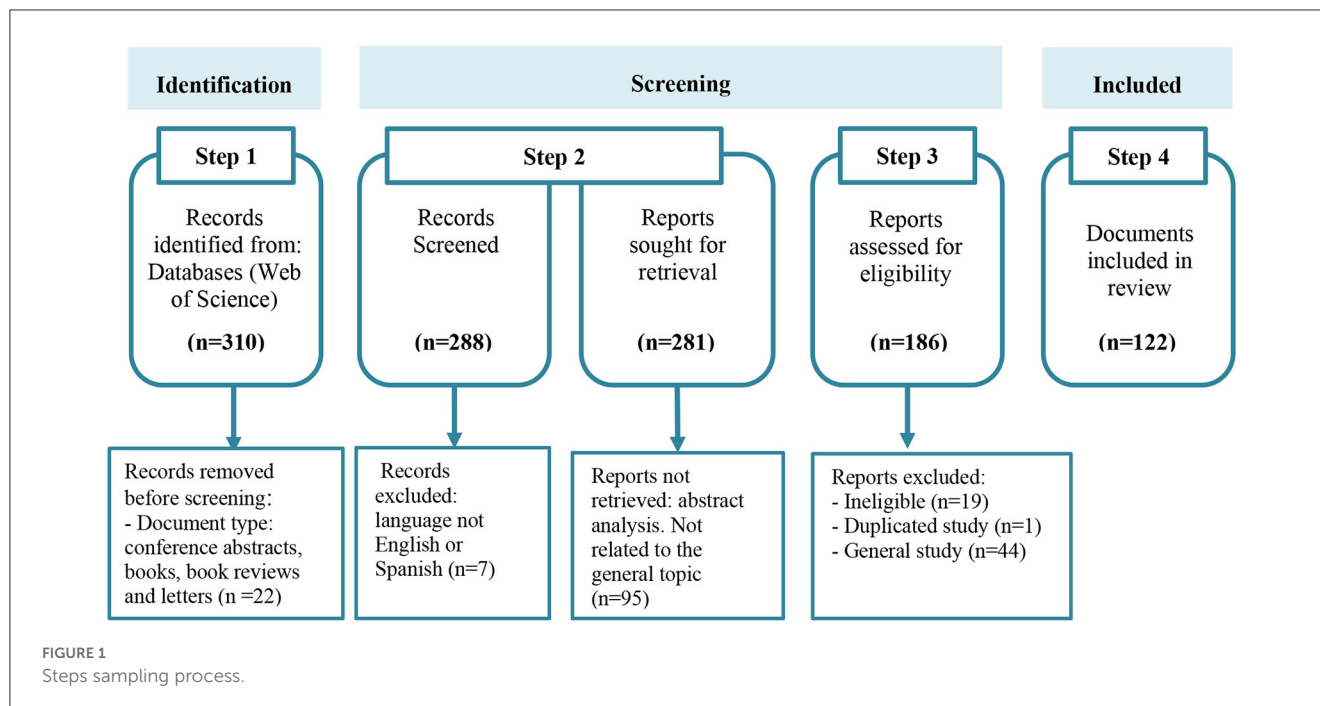 Identification
Screening
Included
Step 1
Step 2
Step 3
Step 4
Records
identified from:
Databases (Web
of Science)
(n=310)
Records
Screened
(n=288)
Reports
sought for
retrieval
(n=281)
Reports
assessed for
eligibility
(n=186)
Documents
included in
review
(n=122)
Records removed
before screening:
- Document type:
conference abstracts,
books, book reviews
and letters (n =22)
Records
excluded:
language not
English or
Spanish (n=7)
Reports not
retrieved: abstract
analysis. Not
related to the
general topic
(n=95)
Reports excluded:
- Ineligible (n=19)
- Duplicated study (n=1)
- General study (n=44)
FIGURE 1
Steps sampling process.